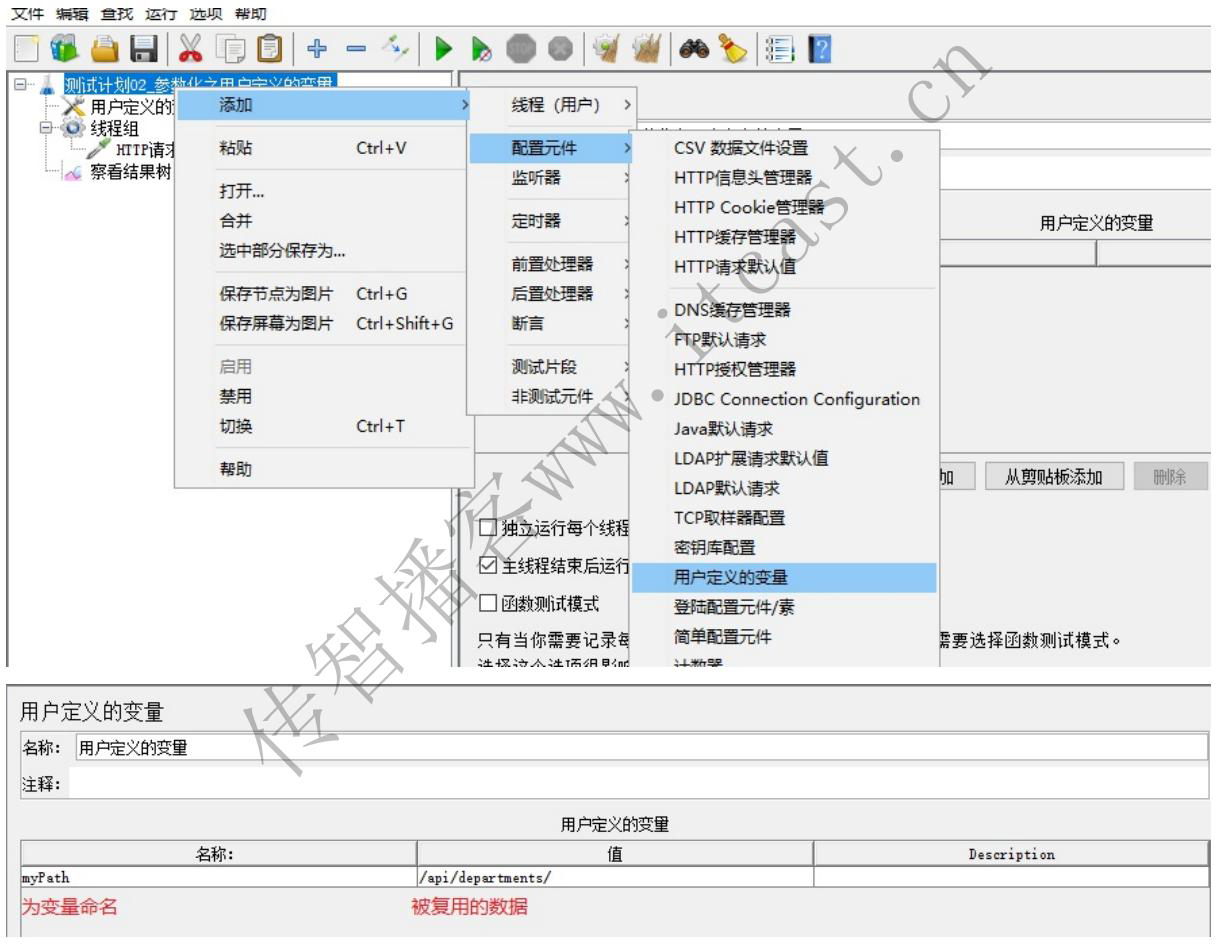 文件 编辑 查找 运行 选项 帮助
STOP
测试计划02_参数化之用户定义的变量
用户定义的
线程组
HTTP请求
察看结果树
添加
粘贴 Ctrl+V
打开...
合并
选中部分保存为...
保存节点为图片 Ctrl+G
保存屏幕为图片 Ctrl+Shift+G
启用
禁用
切换 Ctrl+T
帮助
线程（用户）
配置元件
监听器
定时器
前置处理器
后置处理器
断言
测试片段
非测试元件
CSV 数据文件设置
HTTP信息头管理器
HTTP Cookie管理器
HTTP缓存管理器
HTTP请求默认值
DNS缓存管理器
FTP默认请求
HTTP授权管理器
JDBC Connection Configuration
Java默认请求
LDAP扩展请求默认值
LDAP默认请求
TCP取样器配置
密钥库配置
用户定义的变量
登陆配置元件/素
简单配置元件
计数器
用户定义的变量
加 从剪贴板添加 删除
独立运行每个线程
主线程结束后运行
函数测试模式
只有当你需要记录每 需要选择函数测试模式。
选择这个选项很影响
用户定义的变量
名称： 用户定义的变量
注释：
用户定义的变量
名称： 值 Description
myPath /api/departments/
为变量命名 被复用的数据
传智播客www.itcast.cn